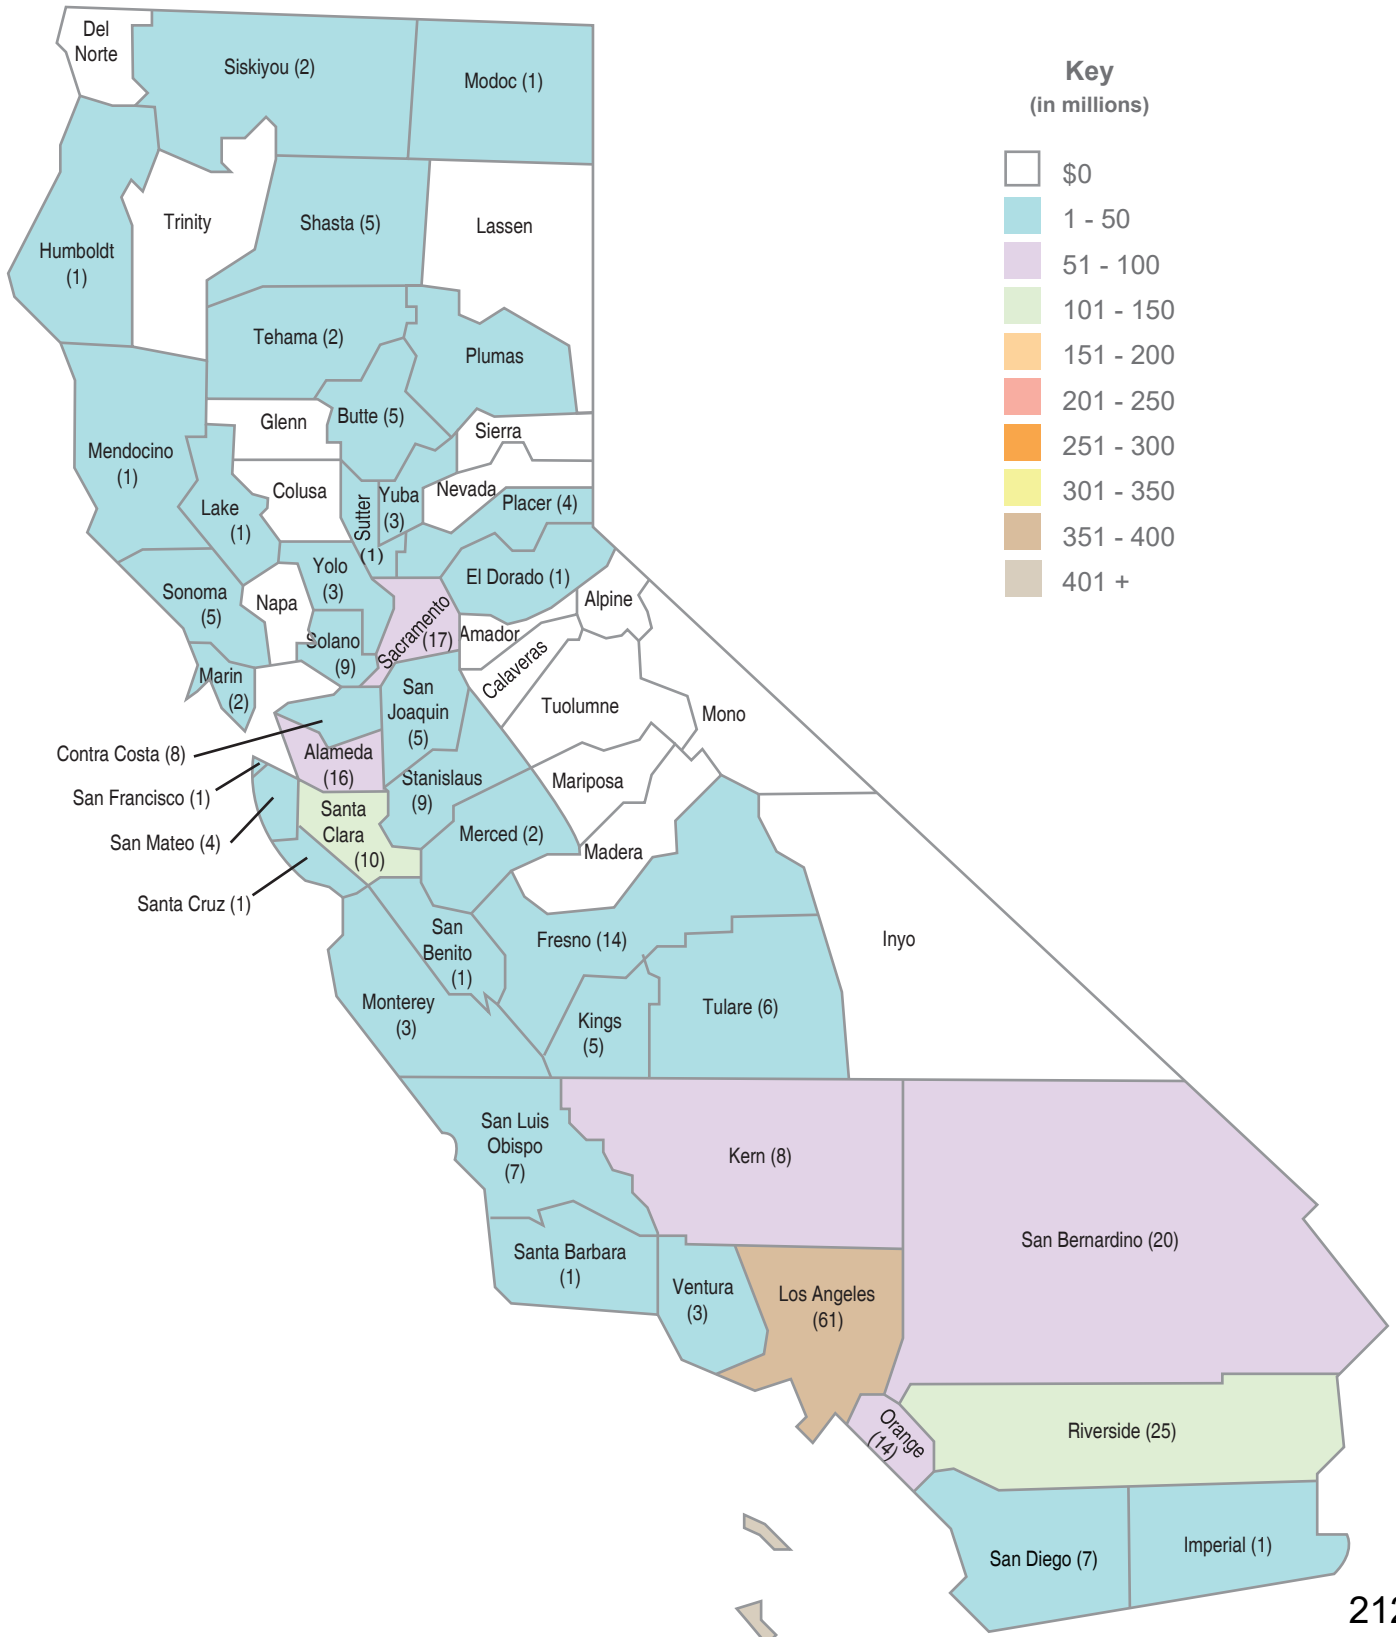 Del
Norte
Siskiyou (2)
Modoc (1)
Key
(in millions)
$0
1 - 50
51 - 100
101 - 150
151 - 200
201 - 250
251 - 300
301 - 350
351 - 400
401 +
Trinity
Shasta (5)
Lassen
Humboldt
(1)
Tehama (2)
Plumas
Glenn
Butte (5)
Sierra
Mendocino
(1)
Colusa
Lake
(1)
Sutter
(1)
Yuba
(3)
Nevada
Placer (4)
Yolo
(3)
El Dorado (1)
Sonoma
(5)
Napa
Alpine
Solano
(9)
Sacramento
(17)
Amador
Calaveras
Marin
(2)
San
Joaquin
(5)
Tuolumne
Mono
Contra Costa (8)
Alameda
(16)
San Francisco (1)
Stanislaus
(9)
Mariposa
Santa
Clara
(10)
San Mateo (4)
Merced (2)
Madera
Santa Cruz (1)
San
Benito
(1)
Fresno (14)
Inyo
Monterey
(3)
Kings
(5)
Tulare (6)
San Luis
Obispo
(7)
Kern (8)
San Bernardino (20)
Santa Barbara
(1)
Ventura
(3)
Los Angeles
(61)
Orange
(14)
Riverside (25)
San Diego (7)
Imperial (1)
212